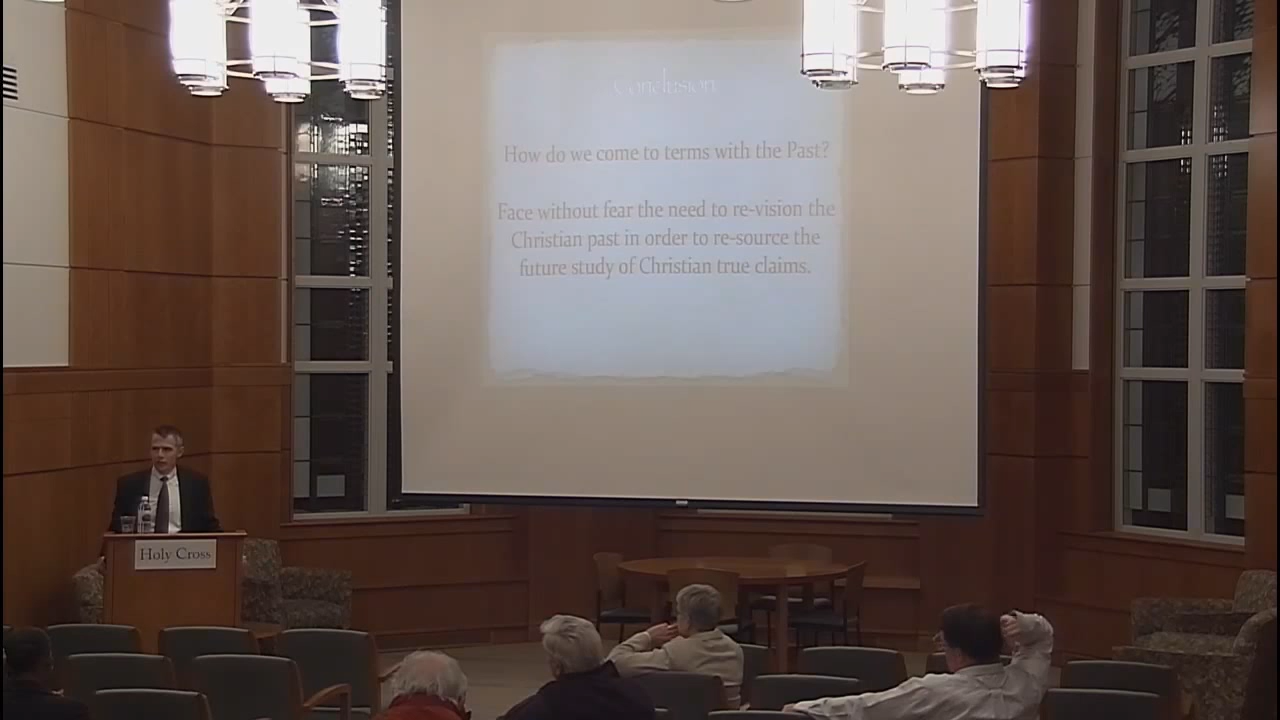 Conclusion
How do we come to terms with the Past?
Face without fear the need to re-vision the
Christian past in order to re-source the
future study of Christian true claims.
Holy Cross